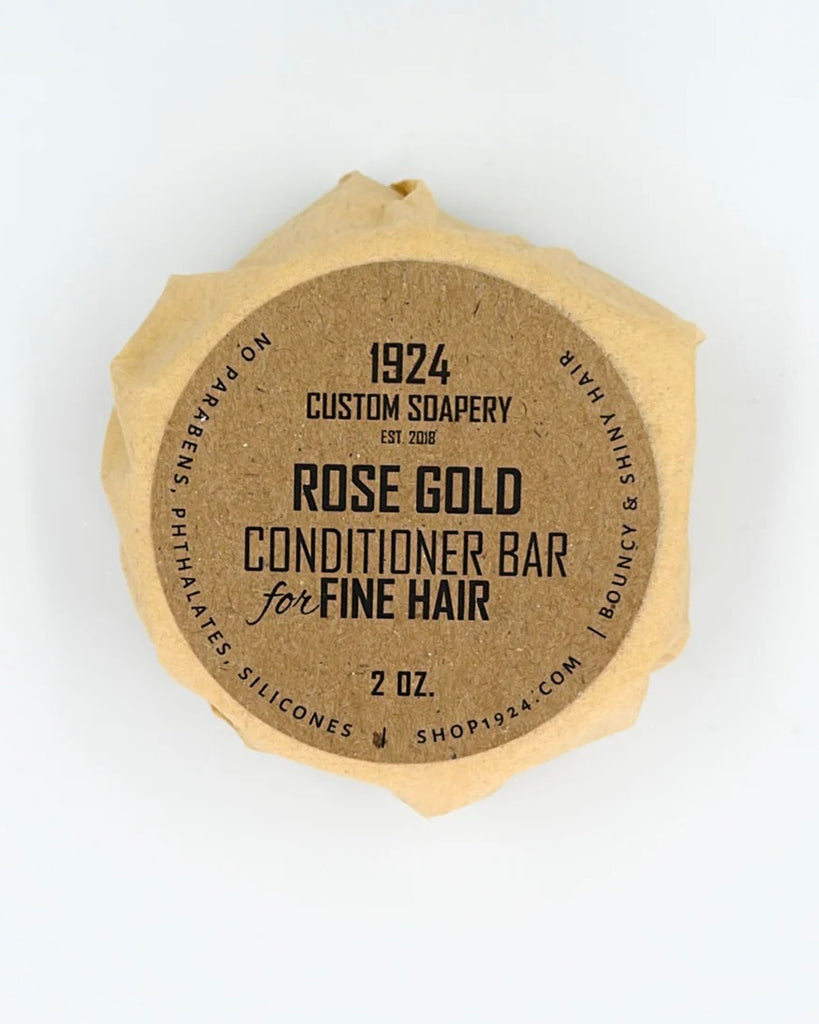 1924
CUSTOM SOAPERY
EST. 2018
ROSE GOLD
CONDITIONER BAR
for FINE HAIR
2 OZ.
NO PARABENS, PHTHALATES, SILICONES | SHOP1924.COM | BOUNCY & SHINY HAIR